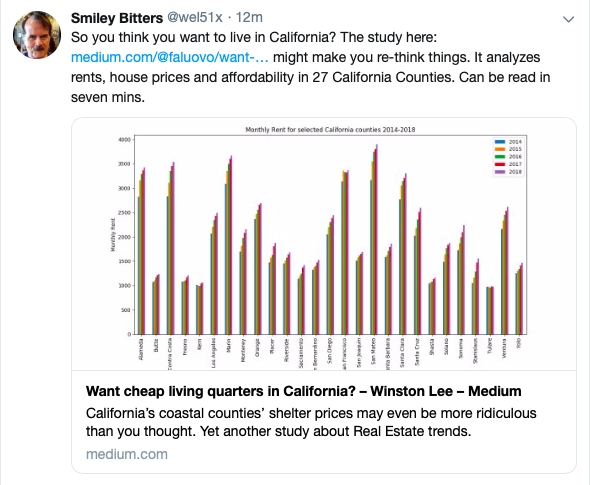 Smiley Bitters @wel51x · 12m
So you think you want to live in California? The study here:
medium.com/@faluovo/want-… might make you re-think things. It analyzes
rents, house prices and affordability in 27 California Counties. Can be read in
seven mins.
Monthly Rent for selected California counties 2014-2018
2014
2015
2016
2017
2018
Monthly Rent
4000
3500
3000
2500
2000
1500
1000
500
0
Alameda
Butte
Contra Costa
Fresno
Kern
Los Angeles
Marin
Monterey
Orange
Placer
Riverside
Sacramento
n Bernardino
San Diego
an Francisco
San Joaquin
San Mateo
anta Barbara
Santa Clara
Santa Cruz
Shasta
Solano
Sonoma
Stanislaus
Tulare
Ventura
Yolo
Want cheap living quarters in California? – Winston Lee – Medium
California's coastal counties' shelter prices may even be more ridiculous
than you thought. Yet another study about Real Estate trends.
medium.com